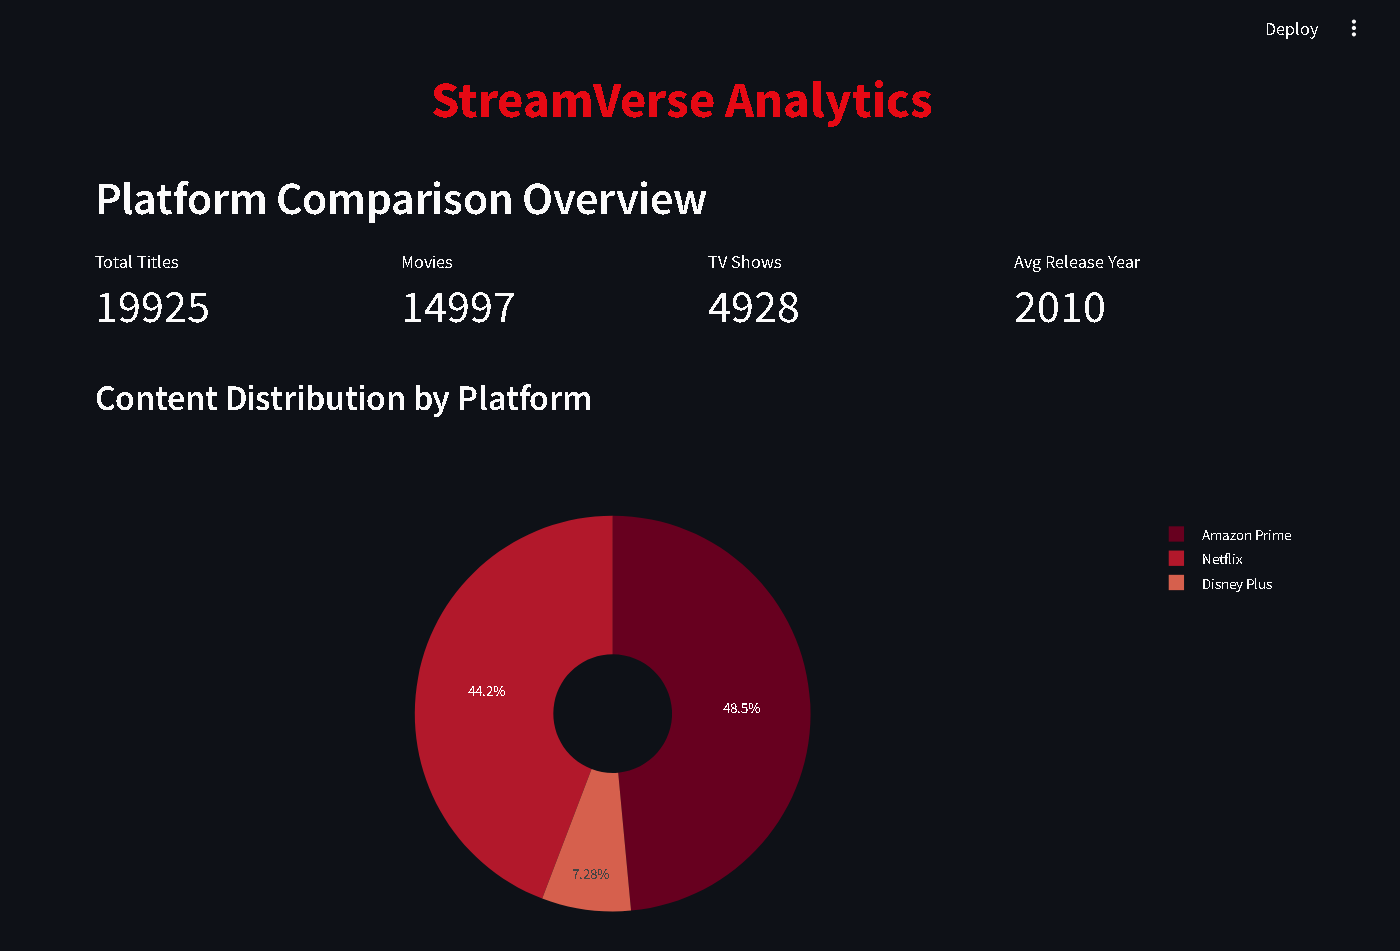 Deploy
StreamVerse Analytics
Platform Comparison Overview
Total Titles Movies TV Shows Avg Release Year
19925 14997 4928 2010
Content Distribution by Platform
Amazon Prime
Netflix
Disney Plus
44.2%
48.5%
7.28%